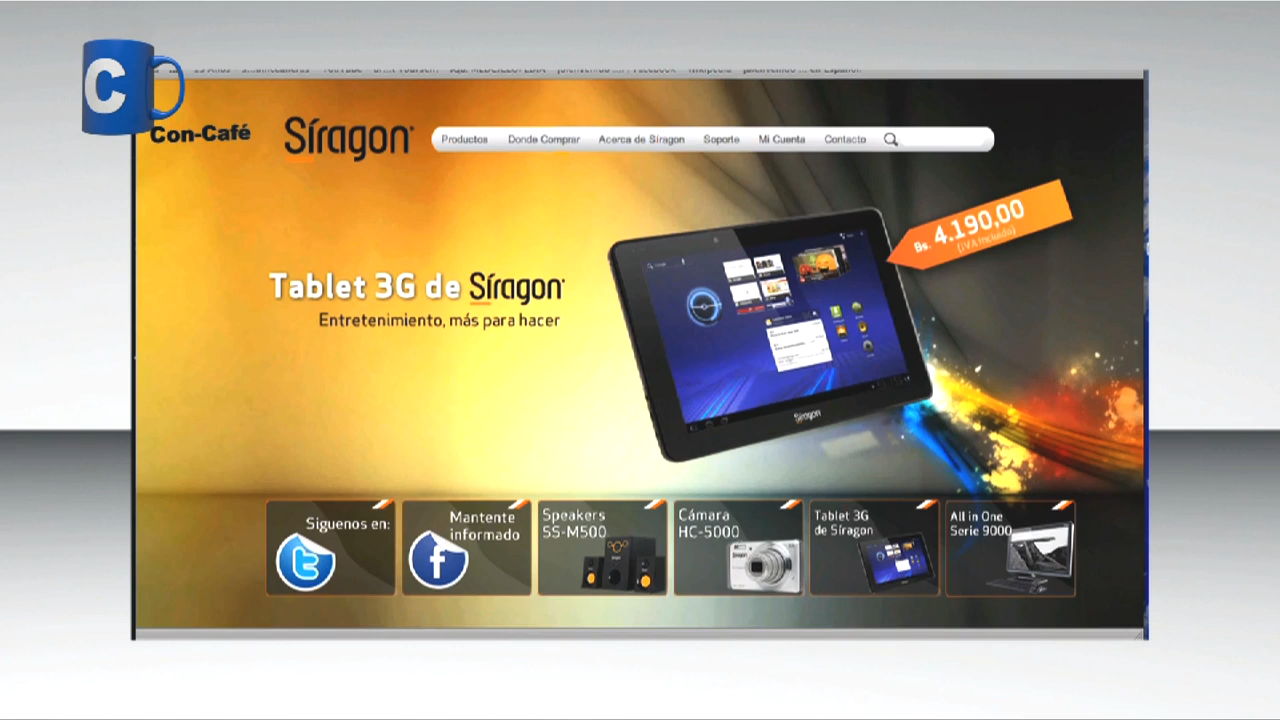 C
Con-Café
Síragon
Productos Donde Comprar Acerca de Síragon Soporte Mi Cuenta Contacto
Bs. 4.190,00
(IVA Incluido)
Tablet 3G de Síragon
Entretenimiento, más para hacer
Síragon
Siguenos en:
Mantente
informado
Speakers
SS-M500
Cámara
HC-5000
Tablet 3G
de Síragon
All in One
Serie 9000